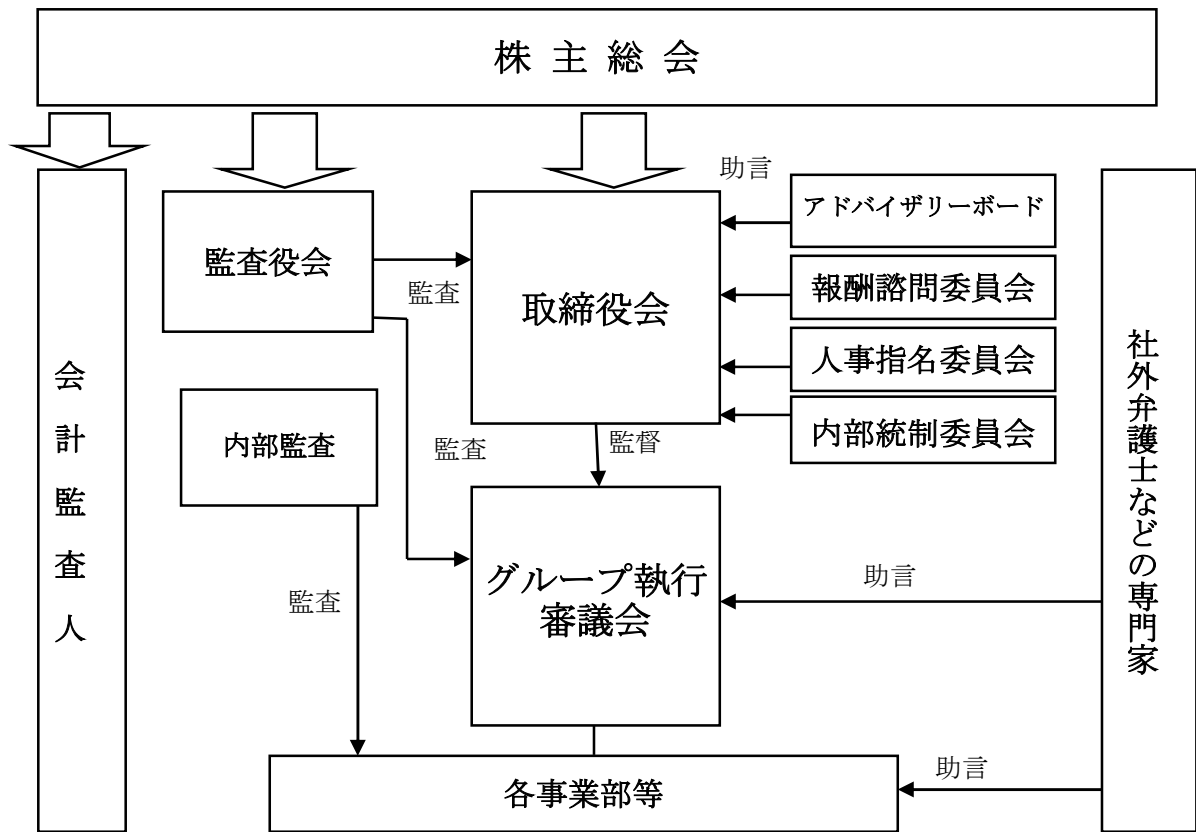 株 主 総 会
助言
アドバイザリーボード
監査役会
監査
取締役会
報酬諮問委員会
人事指名委員会
内部統制委員会
会計監査人
内部監査
監査
監督
社外弁護士などの専門家
グループ執行
審議会
助言
監査
助言
各事業部等